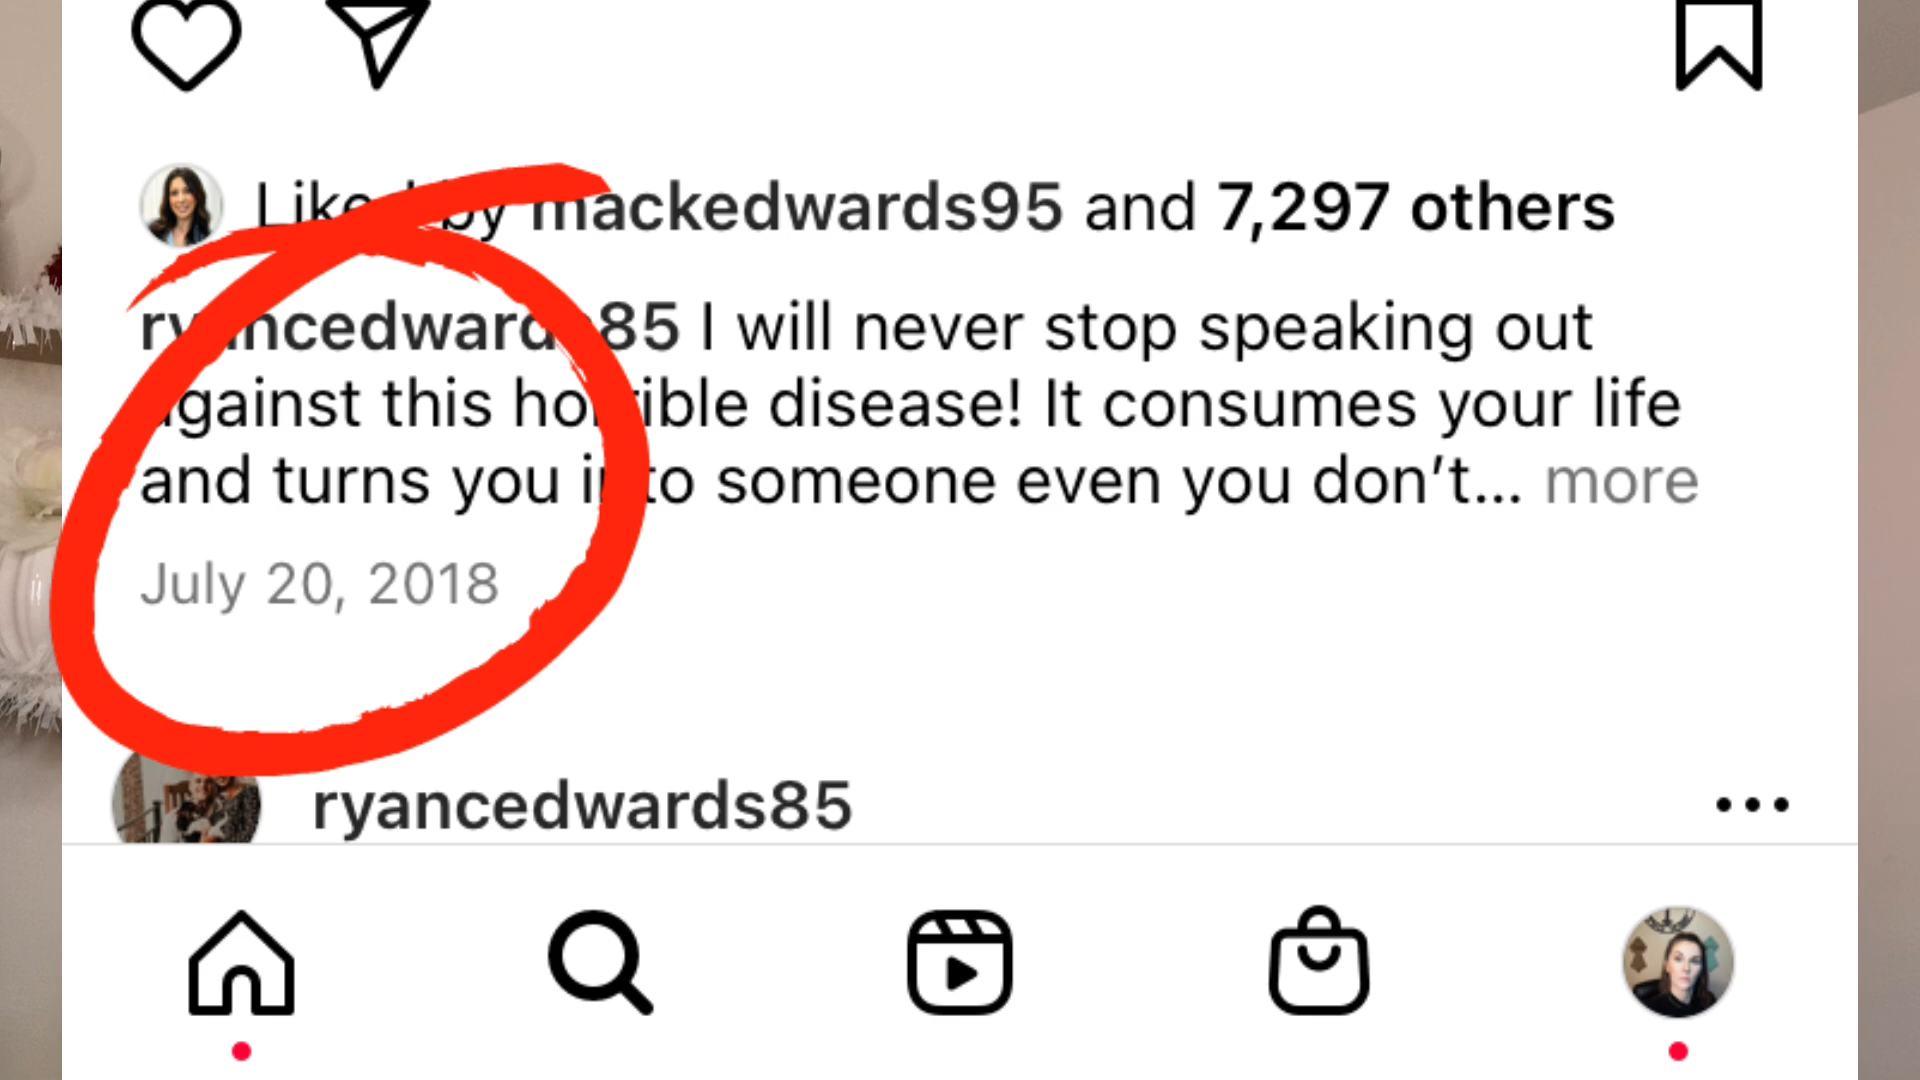 Liked by mackedwards95 and 7,297 others
ryancedwards85 I will never stop speaking out
against this horrible disease! It consumes your life
and turns you into someone even you don’t... more
July 20, 2018
ryancedwards85